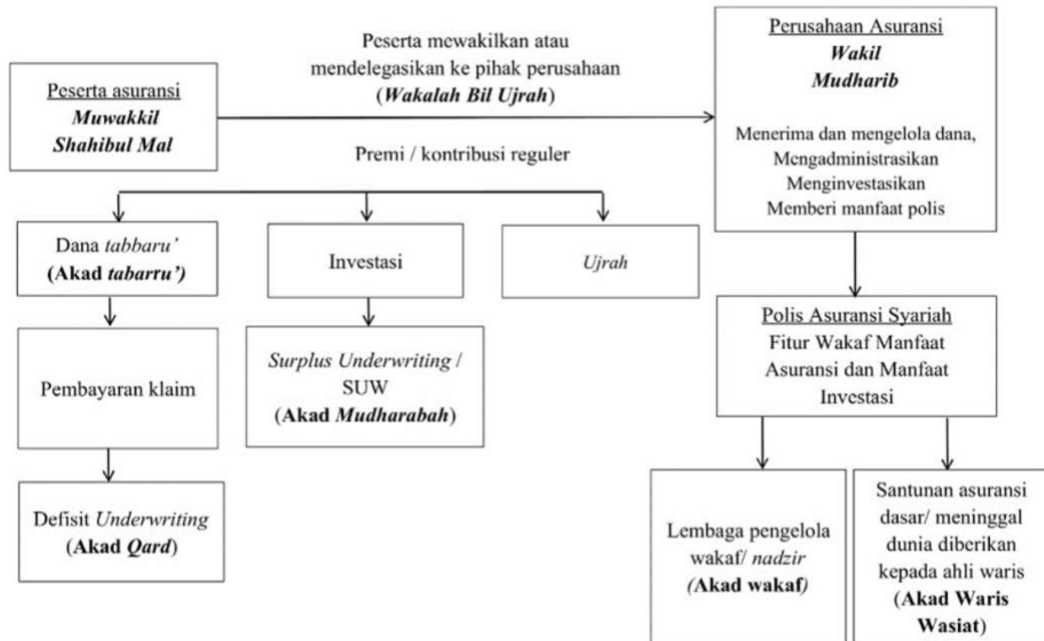 Peserta asuransi
Muwakkil
Shahibul Mal
Peserta mewakilkan atau
mendelegasikan ke pihak perusahaan
(Wakalah Bil Ujrah)
Premi / kontribusi reguler
Perusahaan Asuransi
Wakil
Mudharib
Menerima dan mengelola dana,
Mengadministrasikan
Menginvestasikan
Memberi manfaat polis
Dana tabbaru’
(Akad tabarru’)
Investasi
Ujrah
Pembayaran klaim
Surplus Underwriting /
SUW
(Akad Mudharabah)
Defisit Underwriting
(Akad Qard)
Polis Asuransi Syariah
Fitur Wakaf Manfaat
Asuransi dan Manfaat
Investasi
Lembaga pengelola
wakaf/ nadzir
(Akad wakaf)
Santunan asuransi
dasar/ meninggal
dunia diberikan
kepada ahli waris
(Akad Waris
Wasiat)